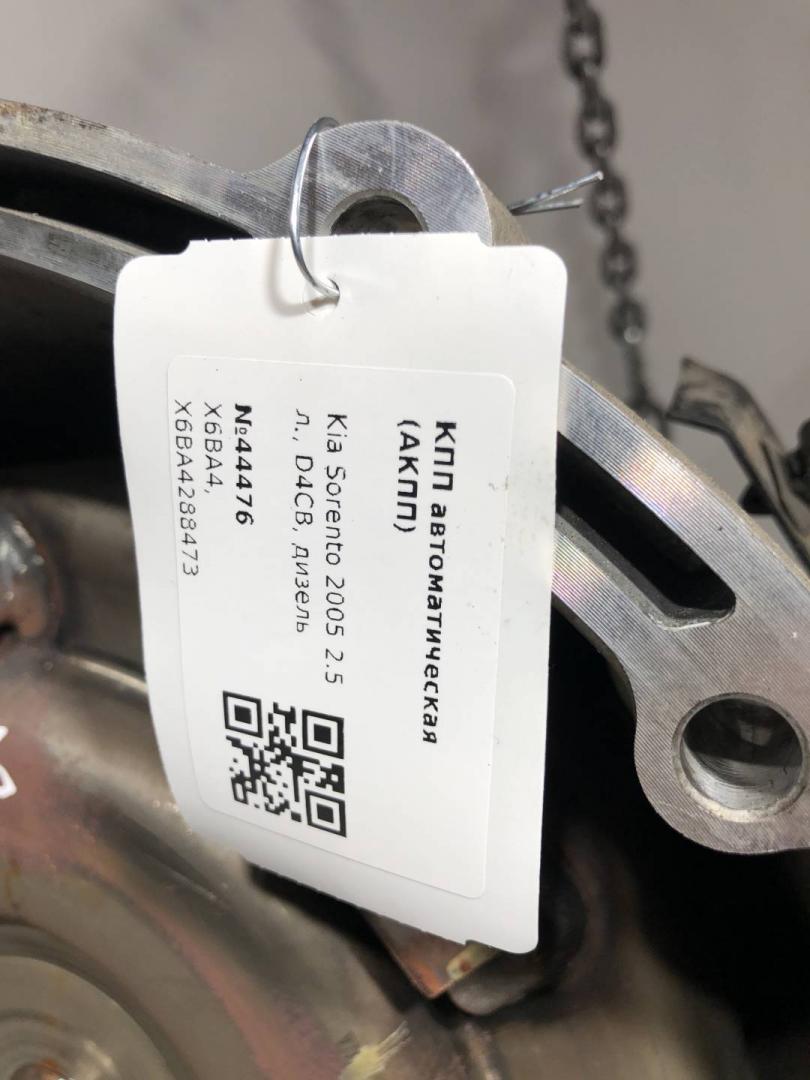 КПП автоматическая
(АКПП)
Kia Sorento 2005 2.5
л., D4CB, дизель
№44476
X6BA4,
X6BA4288473